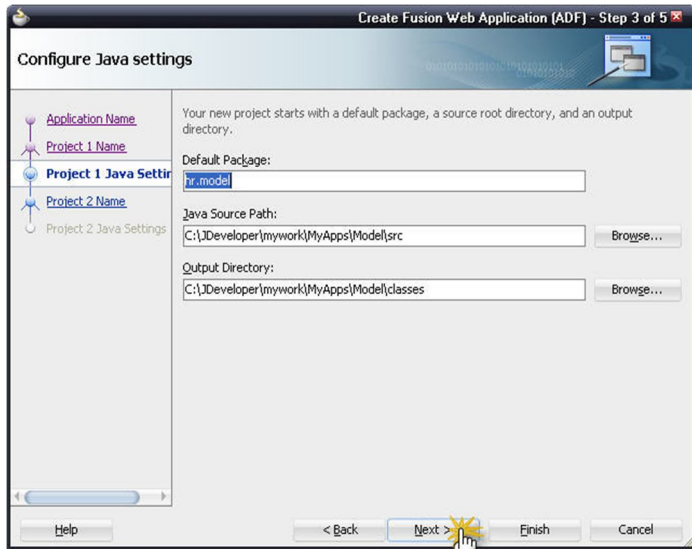 Create Fusion Web Application (ADF) - Step 3 of 5
Configure Java settings
Application Name
Project 1 Name
Project 1 Java Settir
Project 2 Name
Project 2 Java Settings
Your new project starts with a default package, a source root directory, and an output
directory.
Default Package:
hr.model
Java Source Path:
C:\JDeveloper\mywork\MyApps\Model\src
Browse...
Output Directory:
C:\JDeveloper\mywork\MyApps\Model\classes
Browse...
Help
< Back
Next >
Finish
Cancel